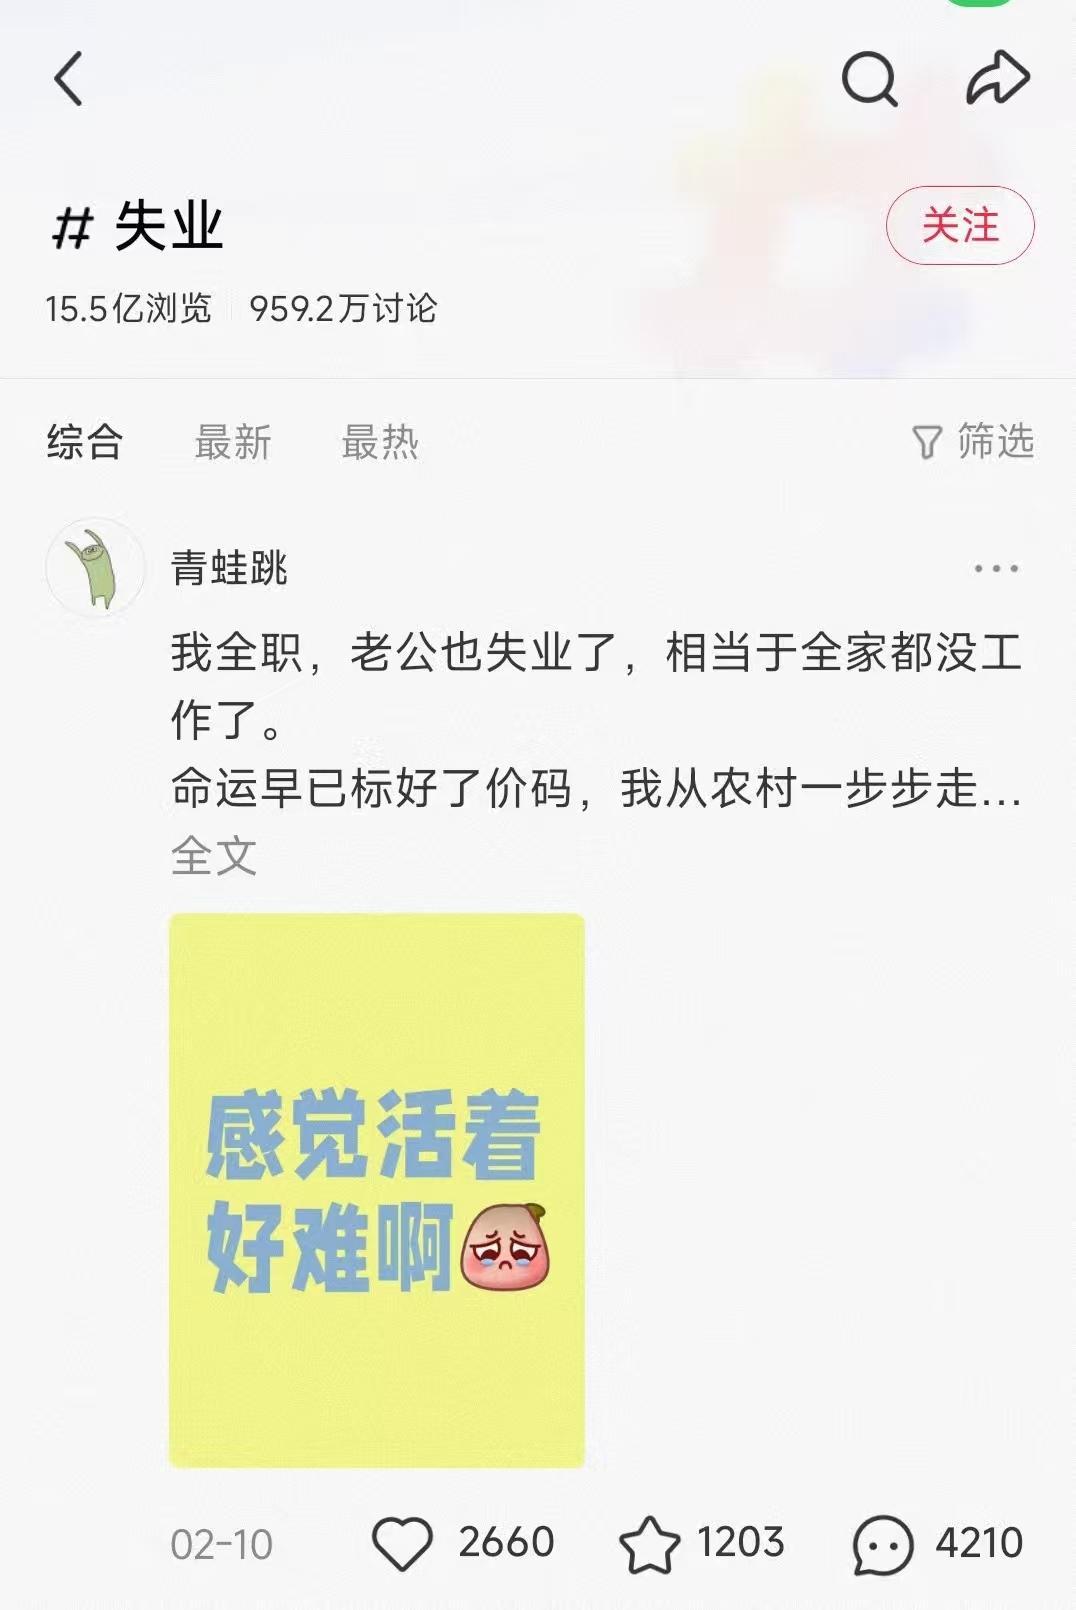 # 失业
关注
15.5亿浏览 959.2万讨论
综合 最新 最热 筛选
青蛙跳
我全职，老公也失业了，相当于全家都没工
作了。
命运早已标好了价码，我从农村一步步走...
全文
感觉活着
好难啊
02-10 2660 1203 4210